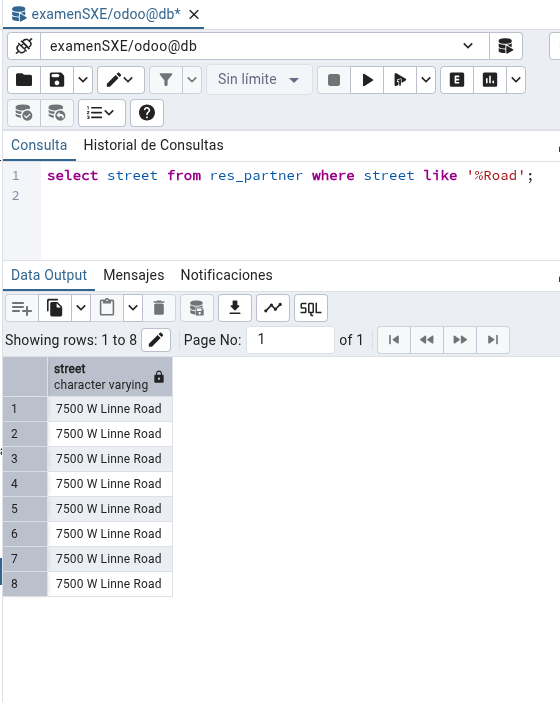 examenSXE/odoo@db*
examenSXE/odoo@db
Sin límite
E
Consulta Historial de Consultas
1 select street from res_partner where street like '%Road';
2
Data Output Mensajes Notificaciones
SQL
Showing rows: 1 to 8 Page No: 1 of 1
street
character varying
1 7500 W Linne Road
2 7500 W Linne Road
3 7500 W Linne Road
4 7500 W Linne Road
5 7500 W Linne Road
6 7500 W Linne Road
7 7500 W Linne Road
8 7500 W Linne Road